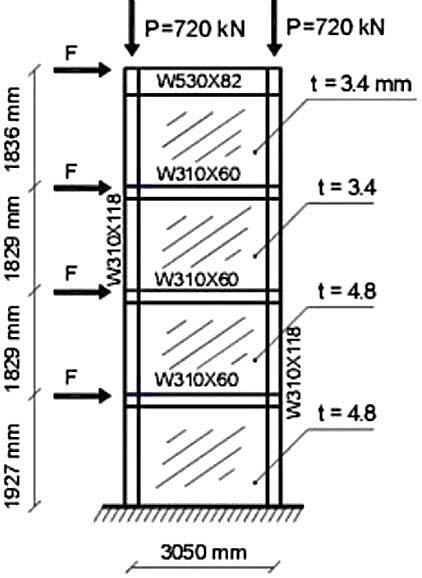 P=720 kN
P=720 kN
F
W530X82
t = 3.4 mm
1836 mm
F
W310X60
t = 3.4
W310X118
1829 mm
F
W310X60
t = 4.8
1829 mm
W310X118
F
W310X60
t = 4.8
1927 mm
3050 mm